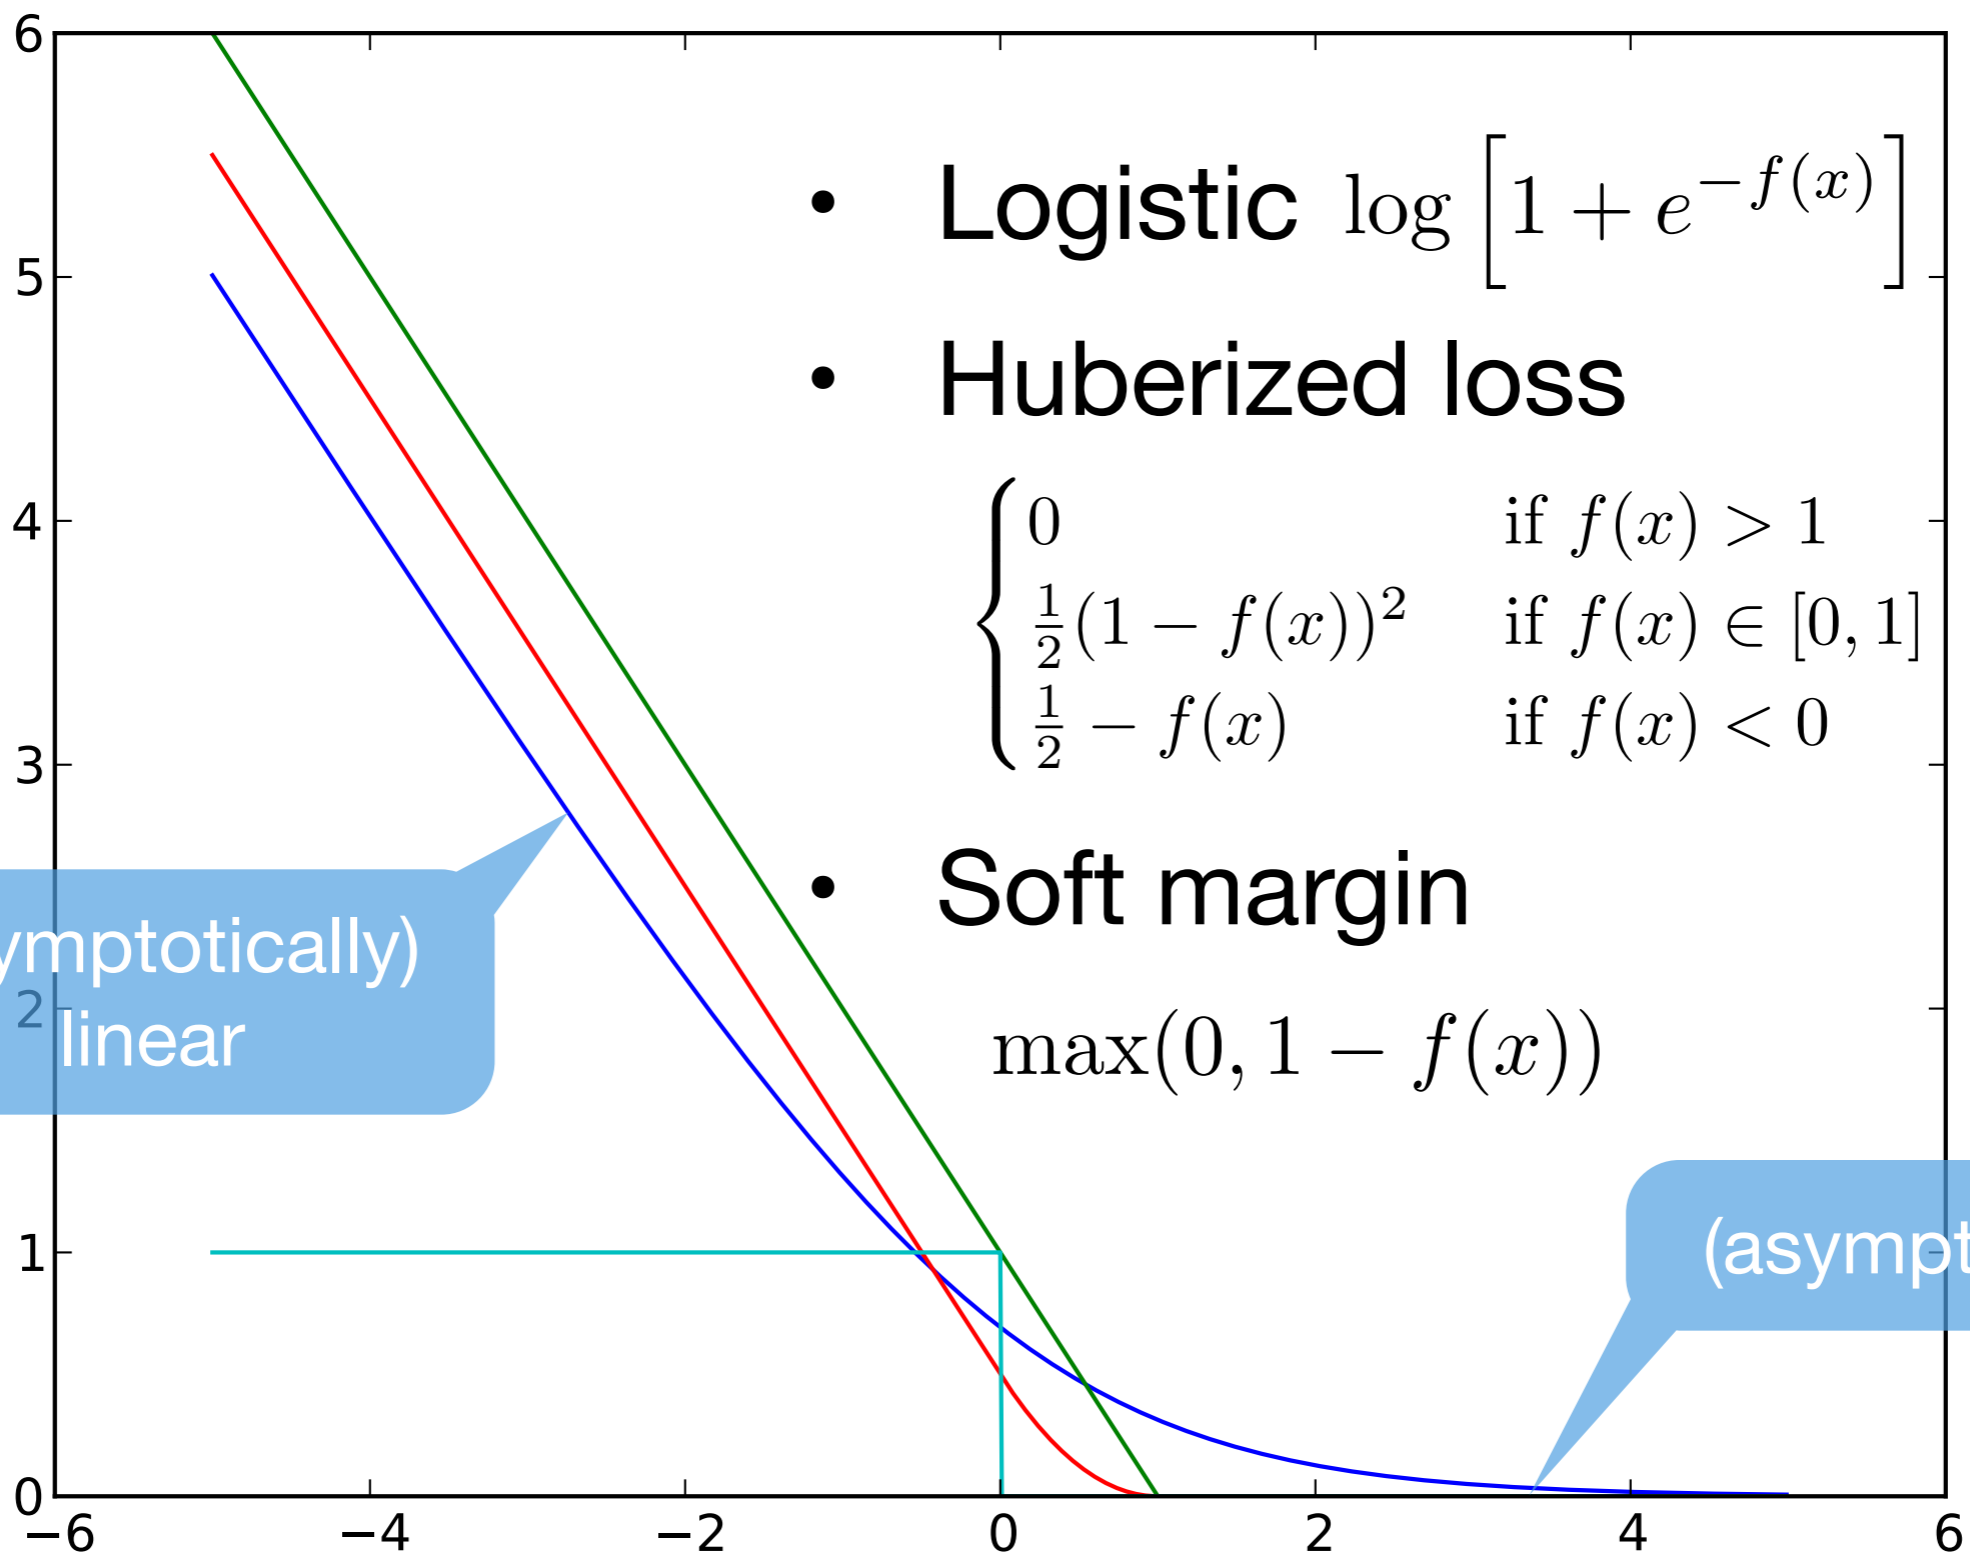 6
• Logistic log [1 + e^{−f(x)}]
5
• Huberized loss
{ 0 if f(x) > 1
4
1/2 (1 − f(x))² if f(x) ∈ [0, 1]
1/2 − f(x) if f(x) < 0
3
• Soft margin
ymptotically)
2
linear
max(0, 1 − f(x))
(asympt
1
0
−6 −4 −2 0 2 4 6